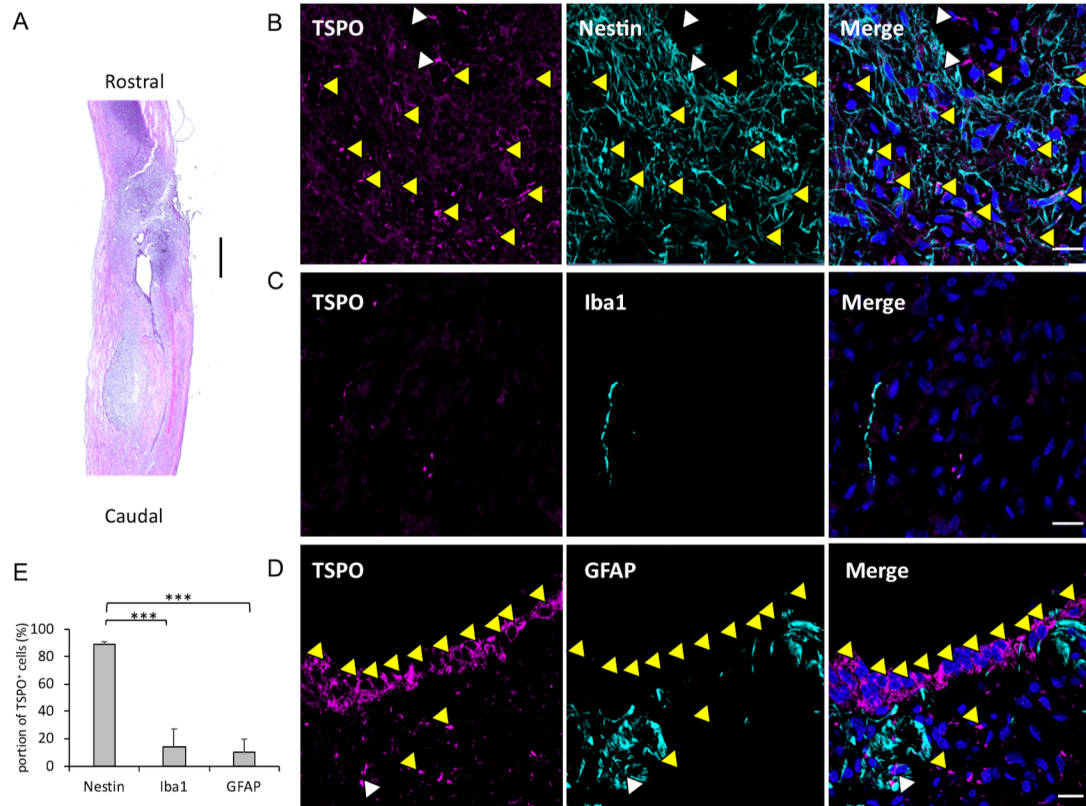 A
Rostral
Caudal
B
TSPO
Nestin
Merge
C
TSPO
Iba1
Merge
E
***
***
portion of TSPO⁺ cells (%)
100
80
60
40
20
0
Nestin
Iba1
GFAP
D
TSPO
GFAP
Merge